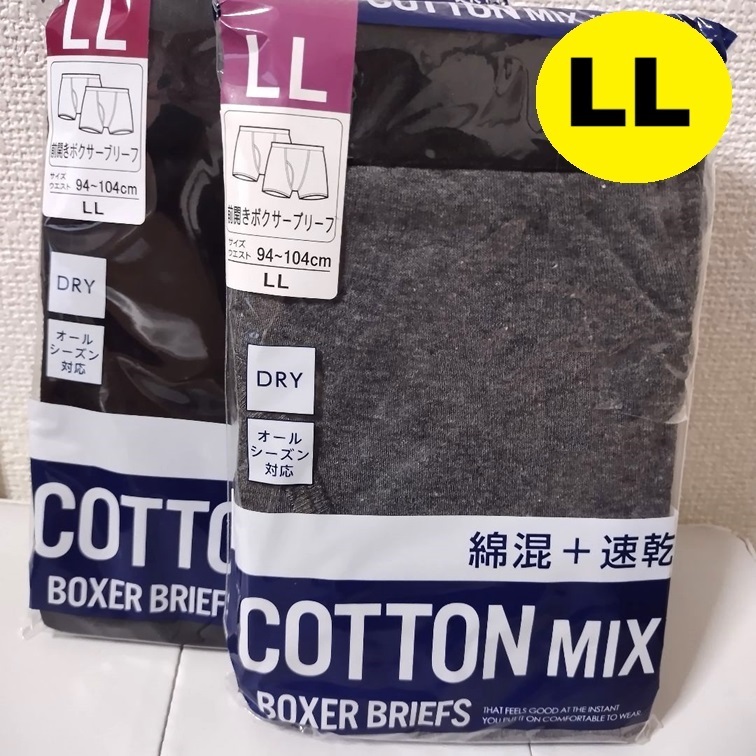 LL
前開きボクサーブリーフ
サイズ
ウエスト 94~104cm
LL
DRY
オール
シーズン
対応
COTTO
BOXER BRIEF
COTTON MIX
LL
前開きボクサーブリーフ
サイズ
ウエスト 94~104cm
LL
DRY
オール
シーズン
対応
綿混+速乾
COTTON MIX
BOXER BRIEFS
THAT FEELS GOOD AT THE INSTANT
YOU PUT IT ON COMFORTABLE TO WEAR
LL